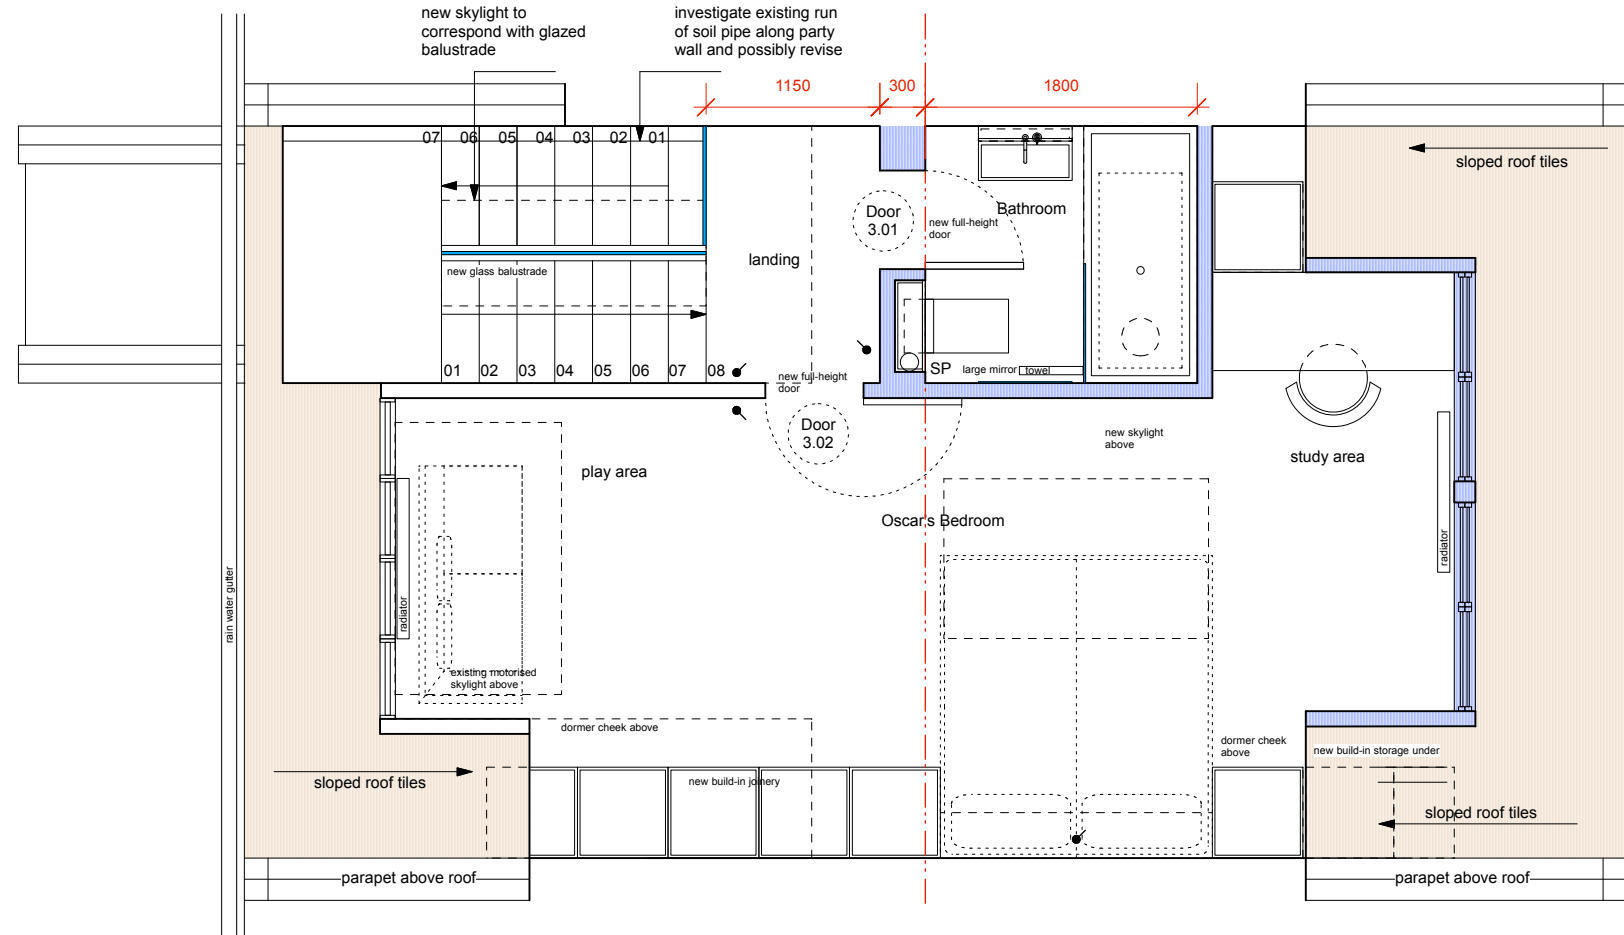 new skylight to
correspond with glazed
balustrade
investigate existing run
of soil pipe along party
wall and possibly revise
1150
300
1800
07 06 05 04 03 02 01
sloped roof tiles
Door
3.01
Bathroom
new full-height
door
landing
new glass balustrade
01 02 03 04 05 06 07 08
SP
large mirror
towel
new full-height
door
Door
3.02
new skylight
above
play area
study area
Oscar's Bedroom
radiator
radiator
rain water gutter
existing motorised
skylight above
dormer cheek above
dormer cheek
above
new build-in storage under
sloped roof tiles
new build-in joinery
sloped roof tiles
parapet above roof
parapet above roof